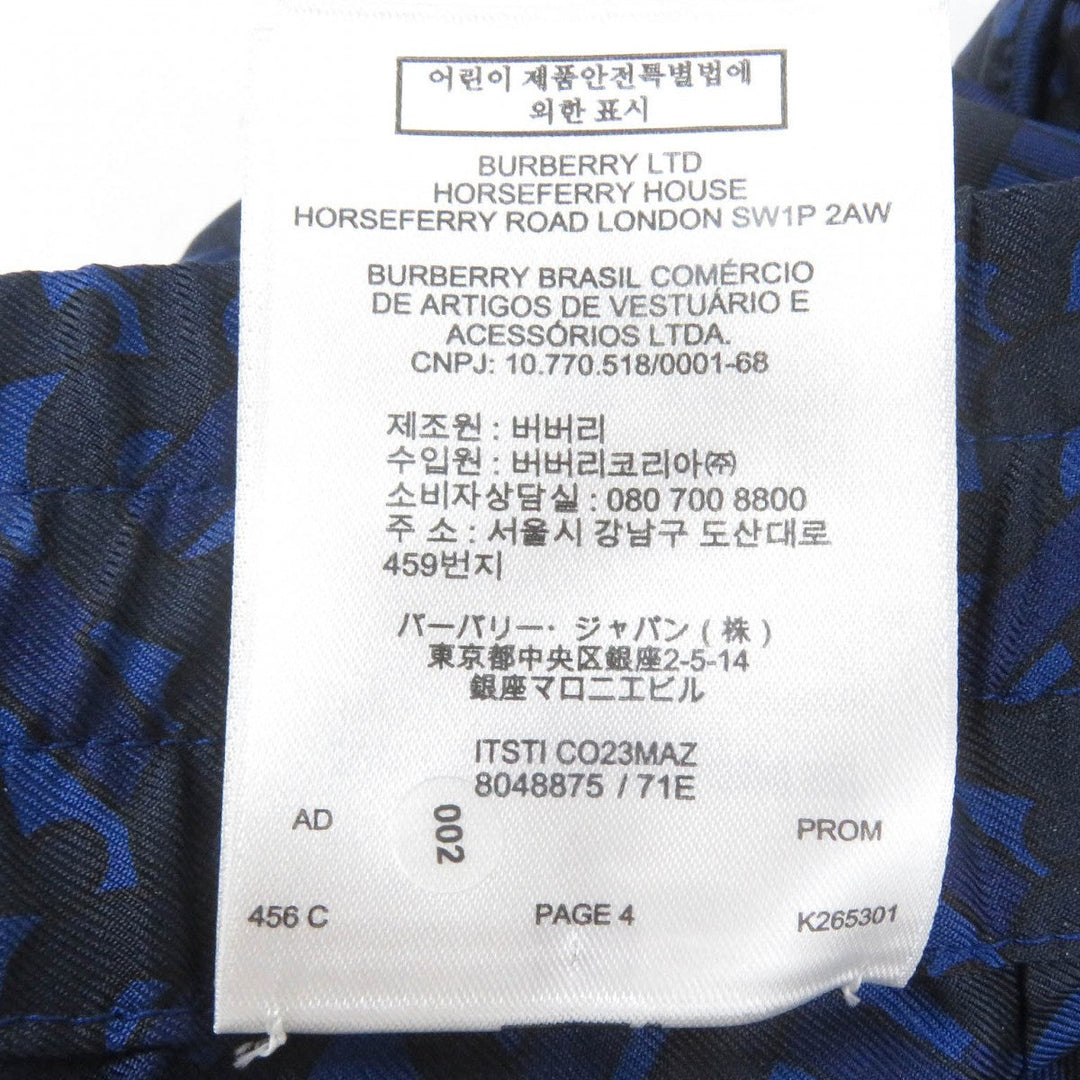 어린이 제품안전특별법에
의한 표시
BURBERRY LTD
HORSEFERRY HOUSE
HORSEFERRY ROAD LONDON SW1P 2AW
BURBERRY BRASIL COMÉRCIO
DE ARTIGOS DE VESTUÁRIO E
ACESSÓRIOS LTDA.
CNPJ: 10.770.518/0001-68
제조원 : 버버리
수입원 : 버버리코리아㈜
소비자상담실 : 080 700 8800
주 소 : 서울시 강남구 도산대로
459번지
バーバリー・ジャパン ( 株 )
東京都中央区銀座2-5-14
銀座マロニエビル
ITSTI CO23MAZ
8048875 / 71E
AD
002
PROM
456 C
PAGE 4
K265301